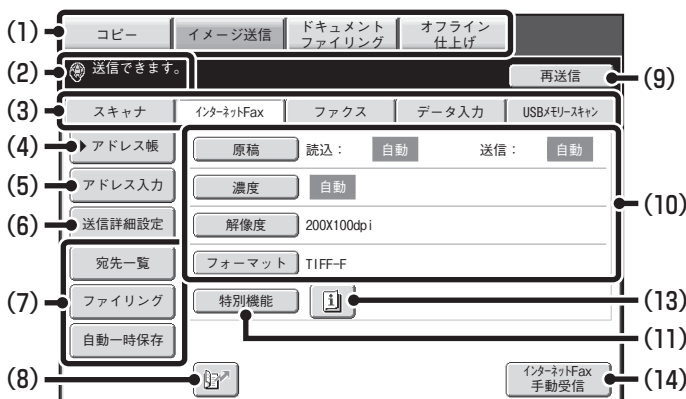 (1) コピー イメージ送信 ドキュメント ファイリング オフライン 仕上げ
(2) 送信できます。 再送信 (9)
(3) スキャナ インターネットFax ファクス データ入力 USBメモリースキャン
(4) アドレス帳 原稿 読込： 自動 送信： 自動
(5) アドレス入力 濃度 自動 (10)
(6) 送信詳細設定 解像度 200X100dpi
宛先一覧 フォーマット TIFF-F
(7) ファイリング 特別機能 (13)
(11)
自動一時保存
(8) インターネットFax 手動受信 (14)